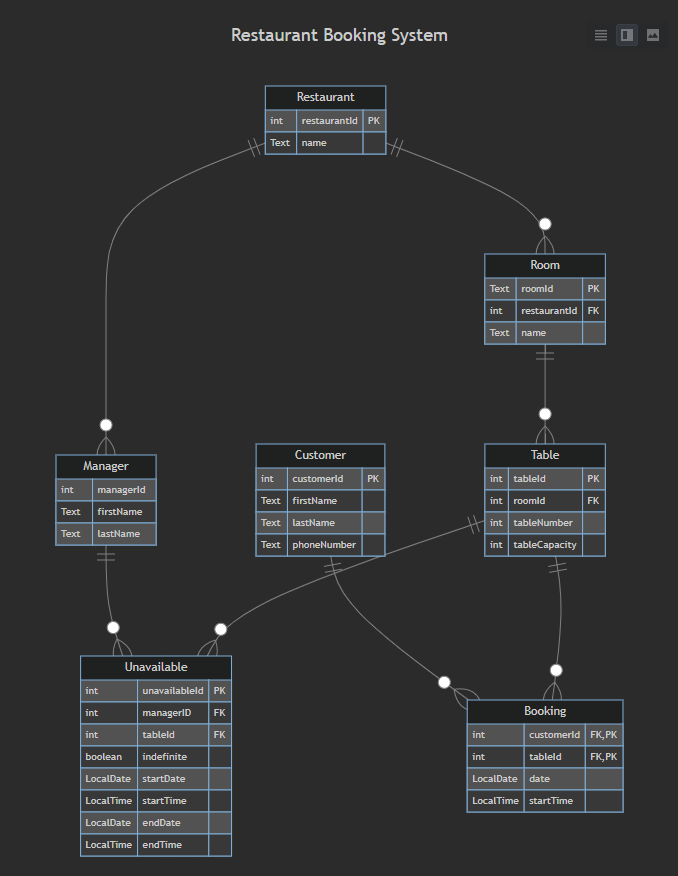 Restaurant Booking System
Restaurant
int restaurantId PK
Text name
Room
Text roomId PK
int restaurantId FK
Text name
Manager
int managerId
Text firstName
Text lastName
Customer
int customerId PK
Text firstName
Text lastName
Text phoneNumber
Table
int tableId PK
int roomId FK
int tableNumber
int tableCapacity
Unavailable
int unavailableId PK
int managerID FK
int tableId FK
boolean indefinite
LocalDate startDate
LocalTime startTime
LocalDate endDate
LocalTime endTime
Booking
int customerId FK,PK
int tableId FK,PK
LocalDate date
LocalTime startTime